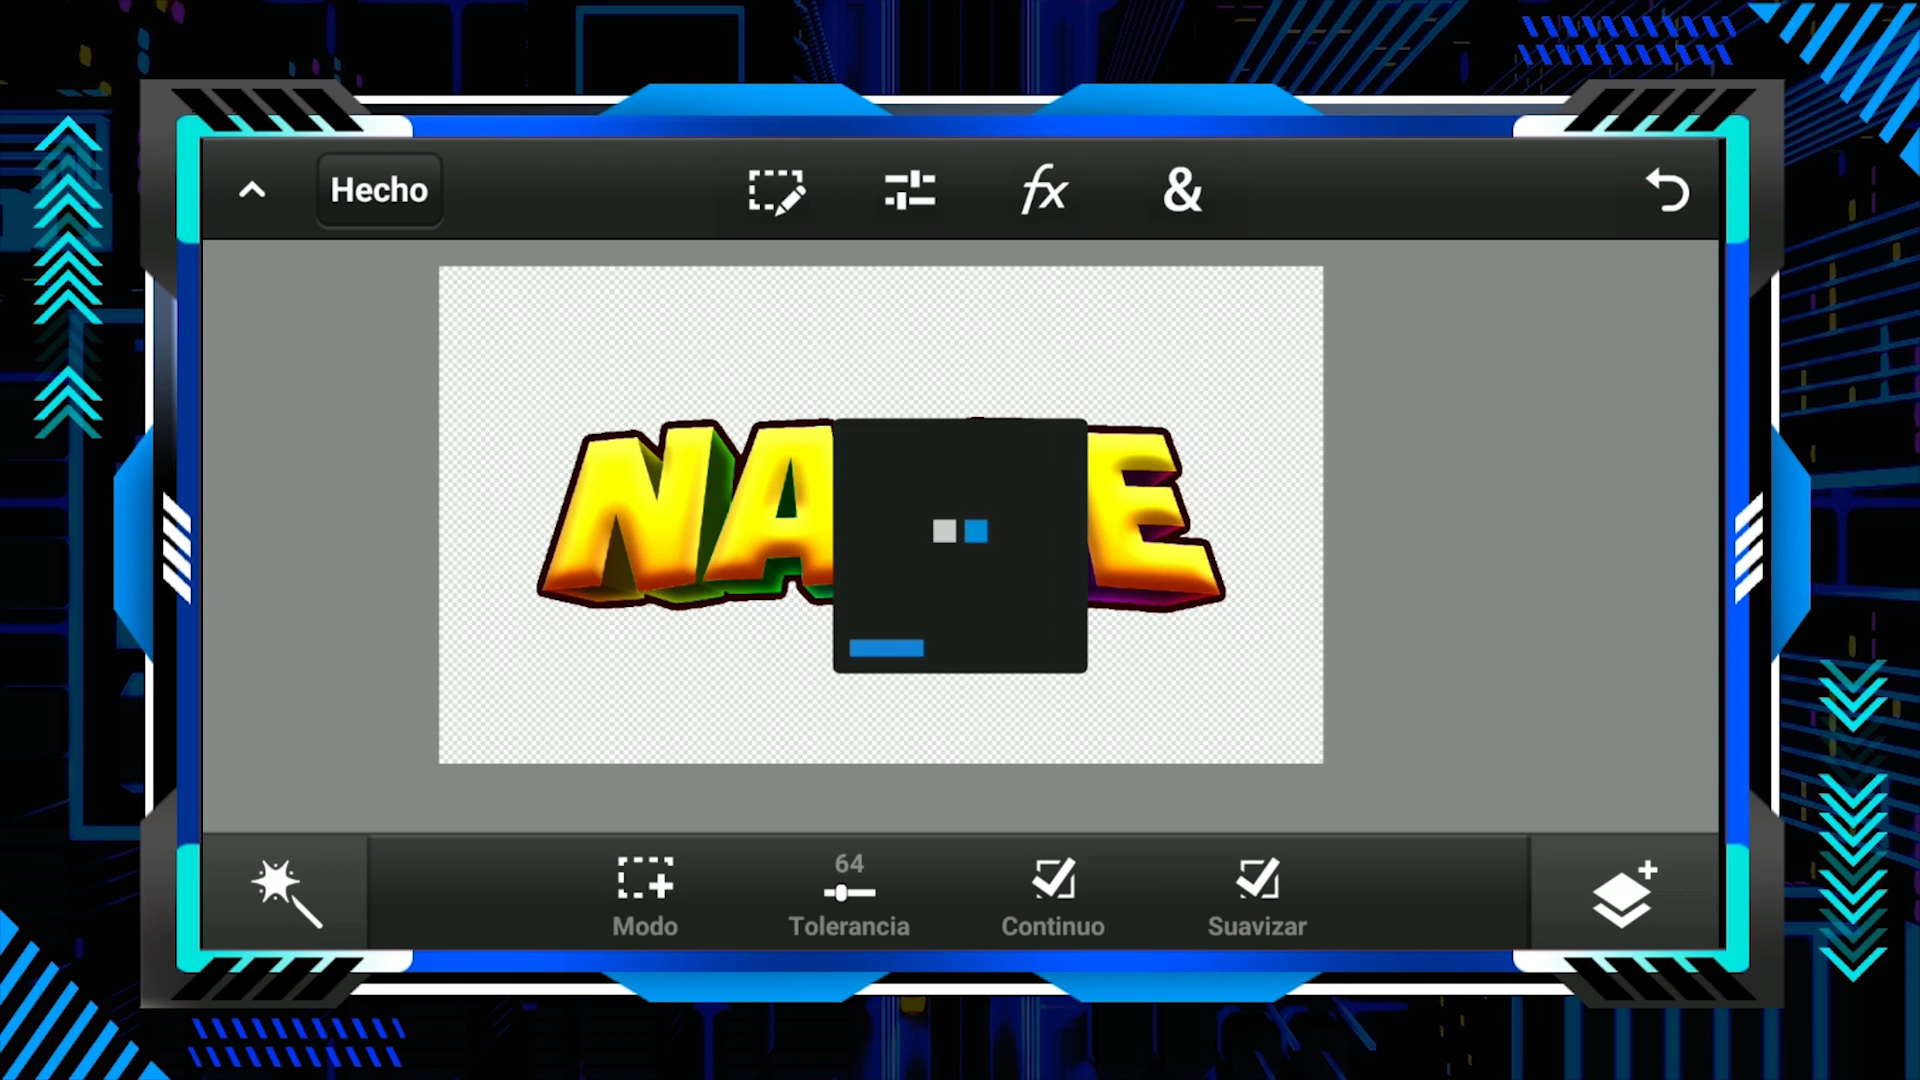 Hecho
fx
&
NA E
64
Modo
Tolerancia
Continuo
Suavizar